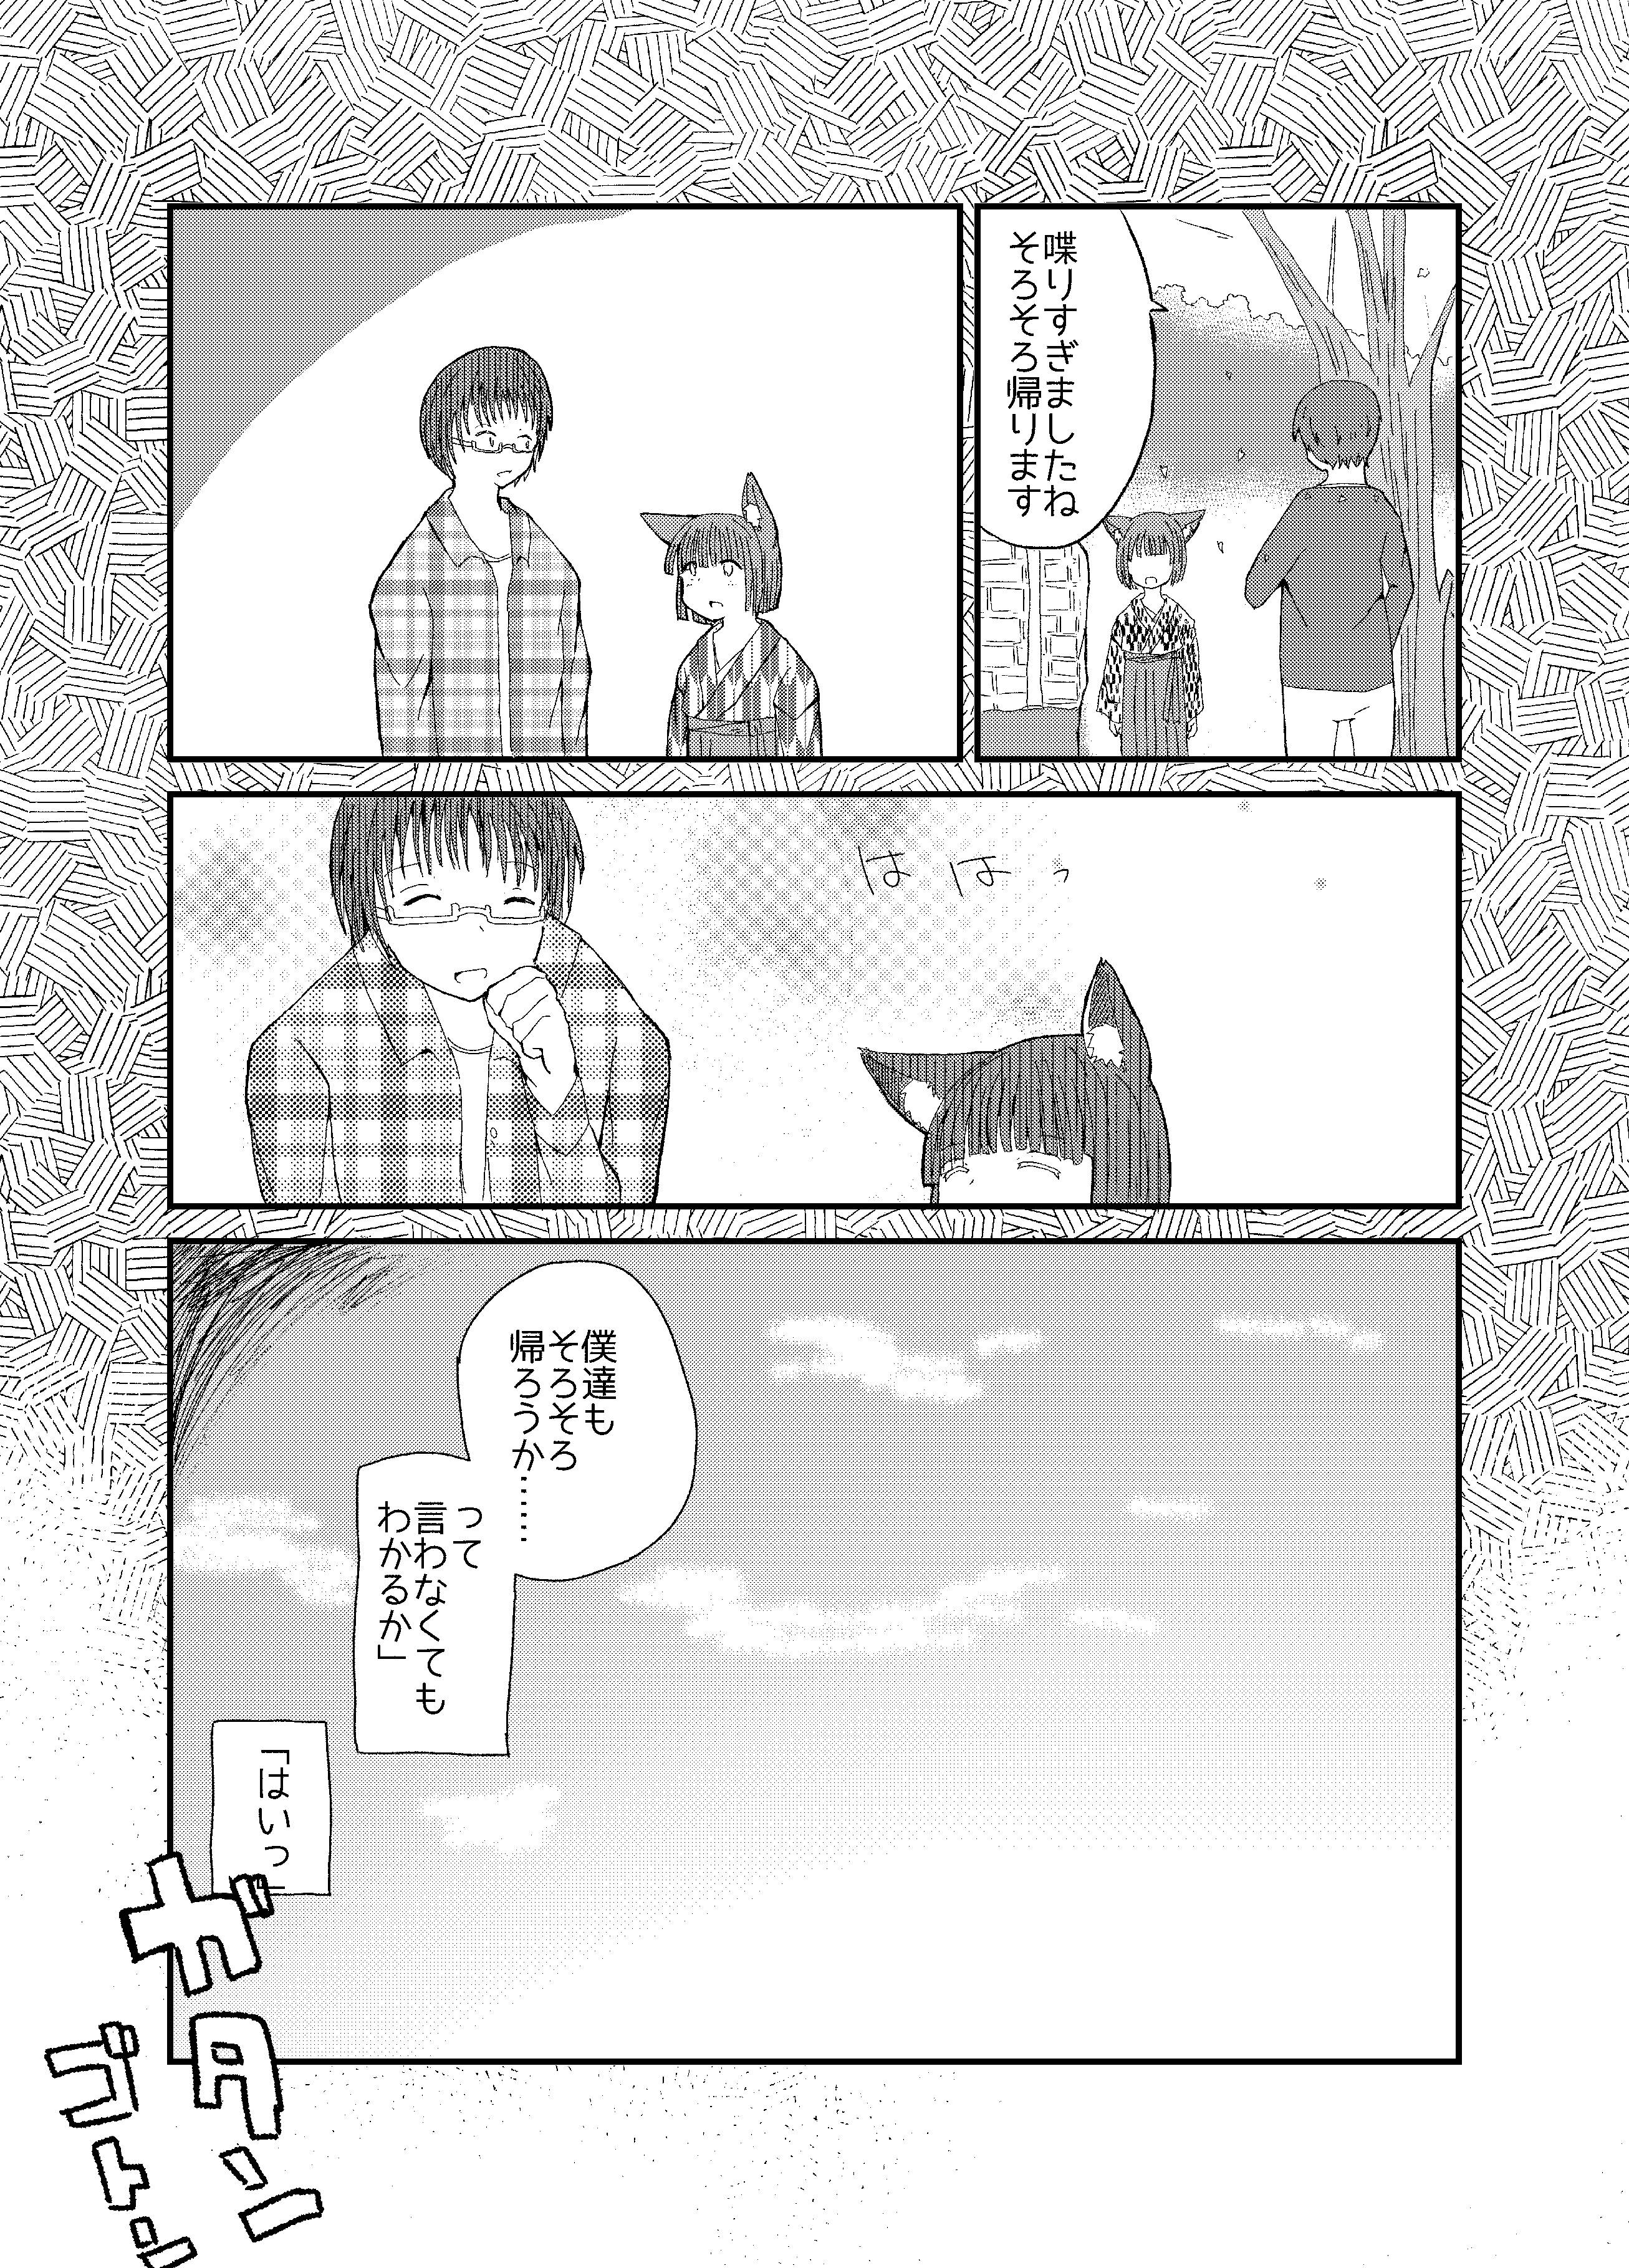 喋りすぎましたね
そろそろ帰ります
ははっ
僕達も
そろそろ
帰ろうか………
って
言わなくても
わかるか」
「はいっ」
ガタン
ゴトン